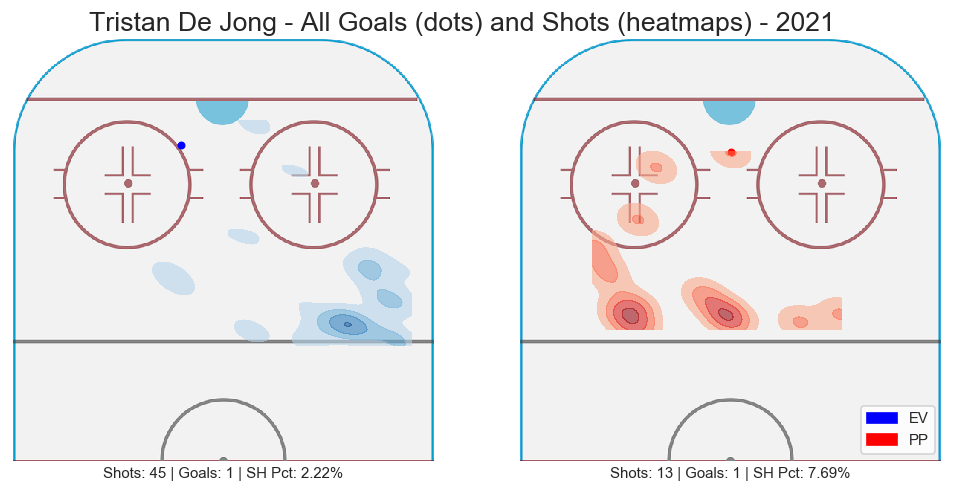 Tristan De Jong - All Goals (dots) and Shots (heatmaps) - 2021
EV
PP
Shots: 45 | Goals: 1 | SH Pct: 2.22%
Shots: 13 | Goals: 1 | SH Pct: 7.69%